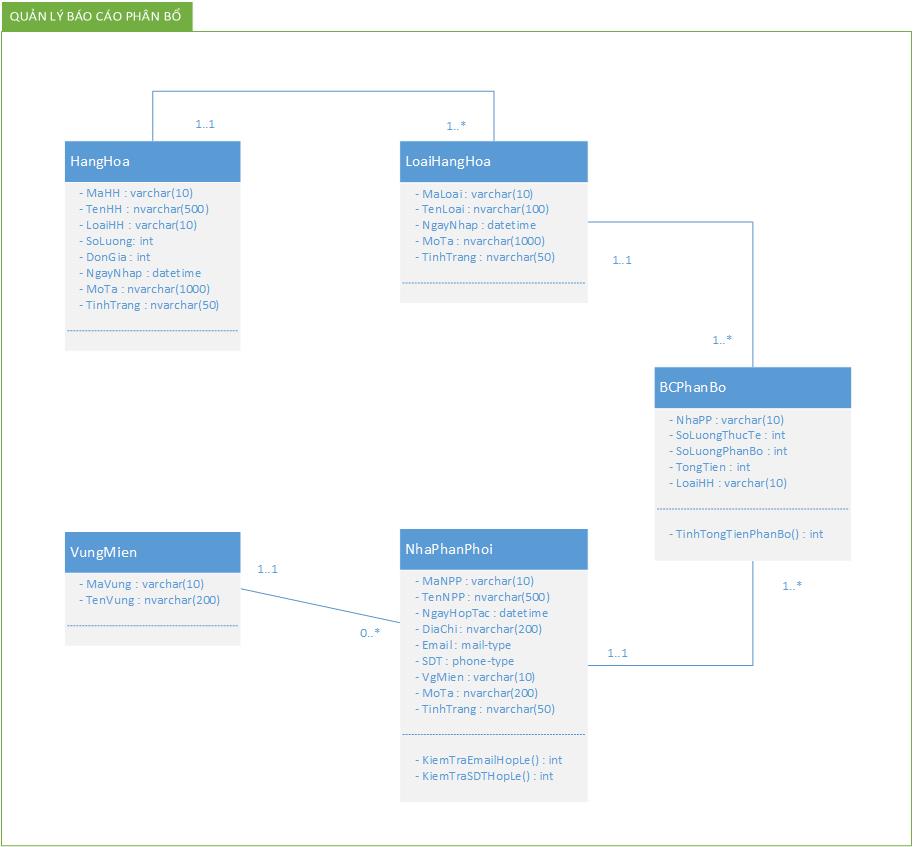 QUẢN LÝ BÁO CÁO PHÂN BỔ
1..1
1..*
HangHoa
- MaHH : varchar(10)
- TenHH : nvarchar(500)
- LoaiHH : varchar(10)
- SoLuong: int
- DonGia : int
- NgayNhap : datetime
- MoTa : nvarchar(1000)
- TinhTrang : nvarchar(50)
LoaiHangHoa
- MaLoai : varchar(10)
- TenLoai : nvarchar(100)
- NgayNhap : datetime
- MoTa : nvarchar(1000)
- TinhTrang : nvarchar(50)
1..1
1..*
BCPhanBo
- NhaPP : varchar(10)
- SoLuongThucTe : int
- SoLuongPhanBo : int
- TongTien : int
- LoaiHH : varchar(10)
- TinhTongTienPhanBo() : int
VungMien
- MaVung : varchar(10)
- TenVung : nvarchar(200)
1..1
0..*
NhaPhanPhoi
- MaNPP : varchar(10)
- TenNPP : nvarchar(500)
- NgayHopTac : datetime
- DiaChi : nvarchar(200)
- Email : mail-type
- SDT : phone-type
- VgMien : varchar(10)
- MoTa : nvarchar(200)
- TinhTrang : nvarchar(50)
- KiemTraEmailHopLe() : int
- KiemTraSDTHopLe() : int
1..*
1..1